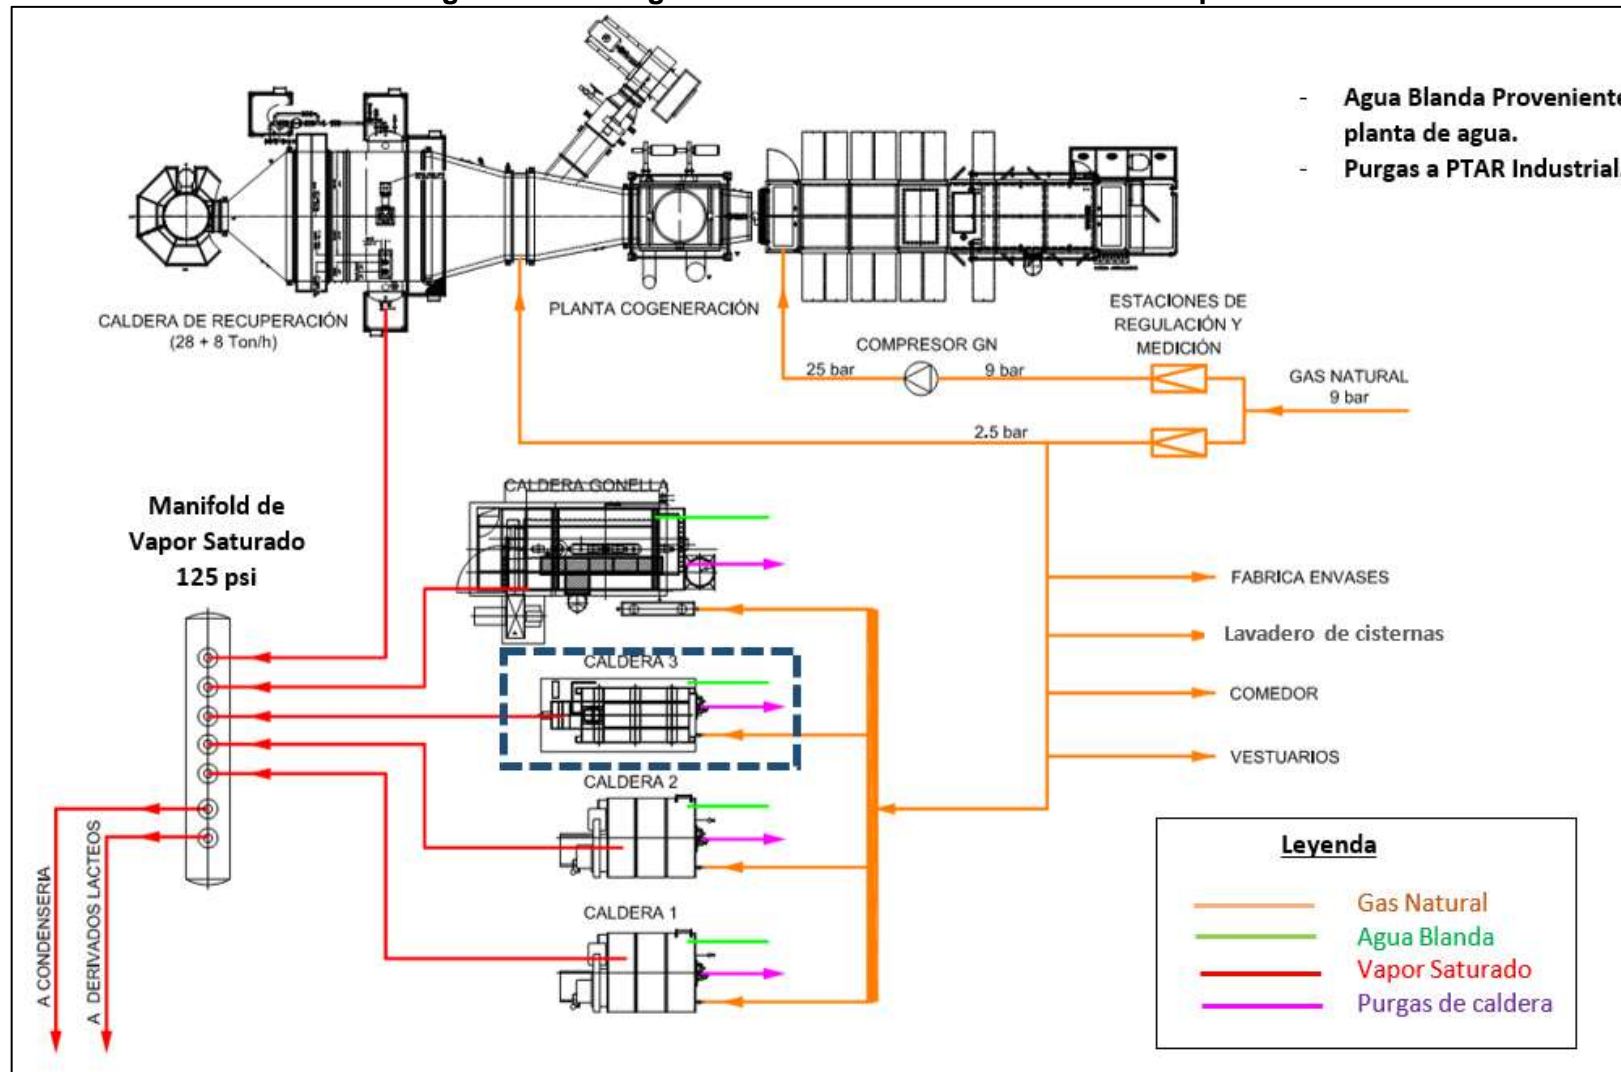 - Agua Blanda Proveniente
planta de agua.
- Purgas a PTAR Industrial.
CALDERA DE RECUPERACIÓN
(28 + 8 Ton/h)
PLANTA COGENERACIÓN
ESTACIONES DE
REGULACIÓN Y
MEDICIÓN
COMPRESOR GN
25 bar
9 bar
GAS NATURAL
9 bar
2.5 bar
Manifold de
Vapor Saturado
125 psi
CALDERA GONELLA
FABRICA ENVASES
Lavadero de cisternas
CALDERA 3
COMEDOR
VESTUARIOS
CALDERA 2
CALDERA 1
A CONDENSERIA
A DERIVADOS LACTEOS
Leyenda
Gas Natural
Agua Blanda
Vapor Saturado
Purgas de caldera